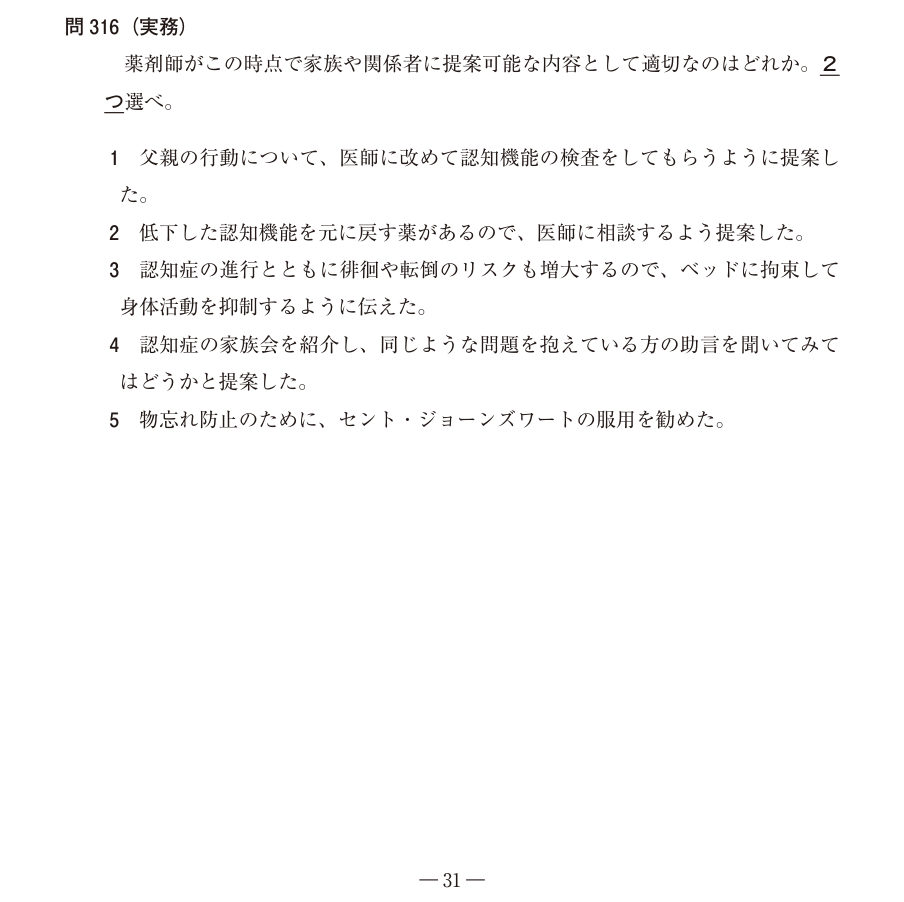 問 316（実務）
薬剤師がこの時点で家族や関係者に提案可能な内容として適切なのはどれか。2
つ選べ。
1　父親の行動について、医師に改めて認知機能の検査をしてもらうように提案し
た。
2　低下した認知機能を元に戻す薬があるので、医師に相談するよう提案した。
3　認知症の進行とともに徘徊や転倒のリスクも増大するので、ベッドに拘束して
身体活動を抑制するように伝えた。
4　認知症の家族会を紹介し、同じような問題を抱えている方の助言を聞いてみて
はどうかと提案した。
5　物忘れ防止のために、セント・ジョーンズワートの服用を勧めた。
— 31 —